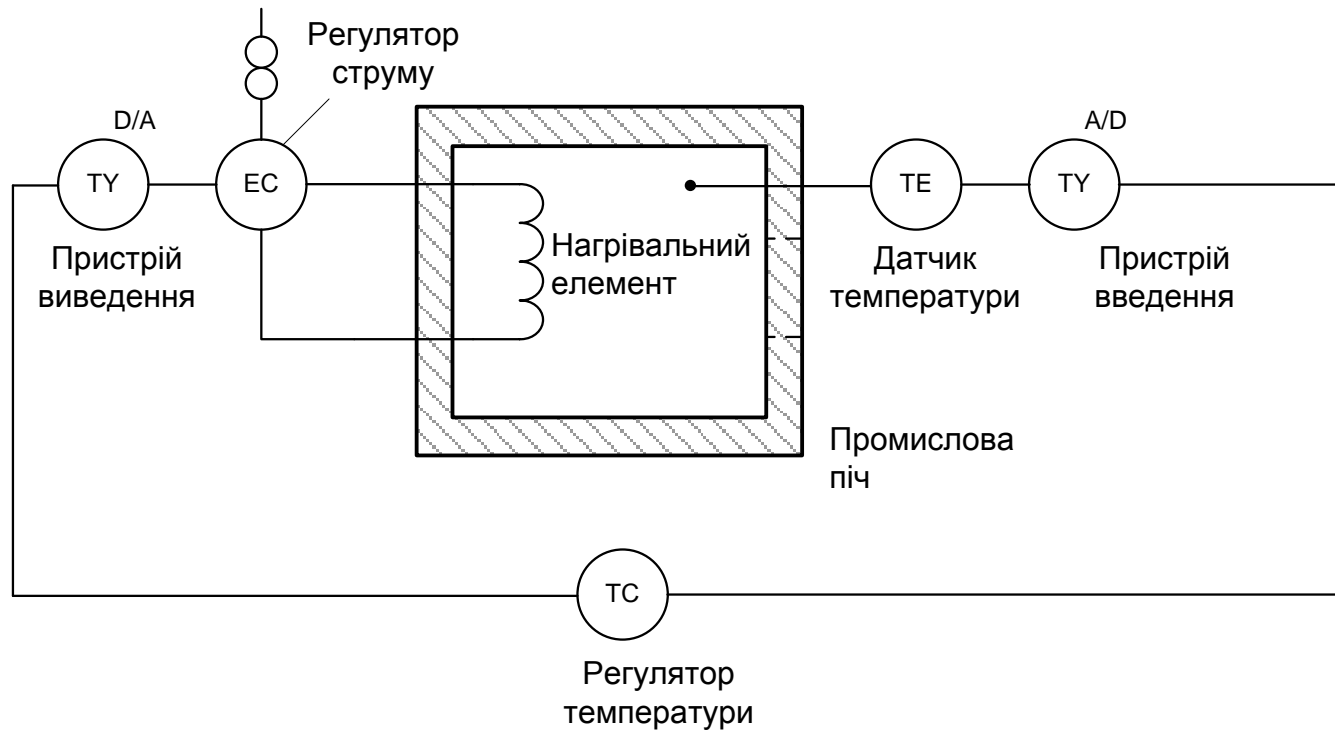 Регулятор
струму
D/A
A/D
TY
EC
TE
TY
Пристрій
виведення
Нагрівальний
елемент
Датчик
температури
Пристрій
введення
Промислова
піч
TC
Регулятор
температури